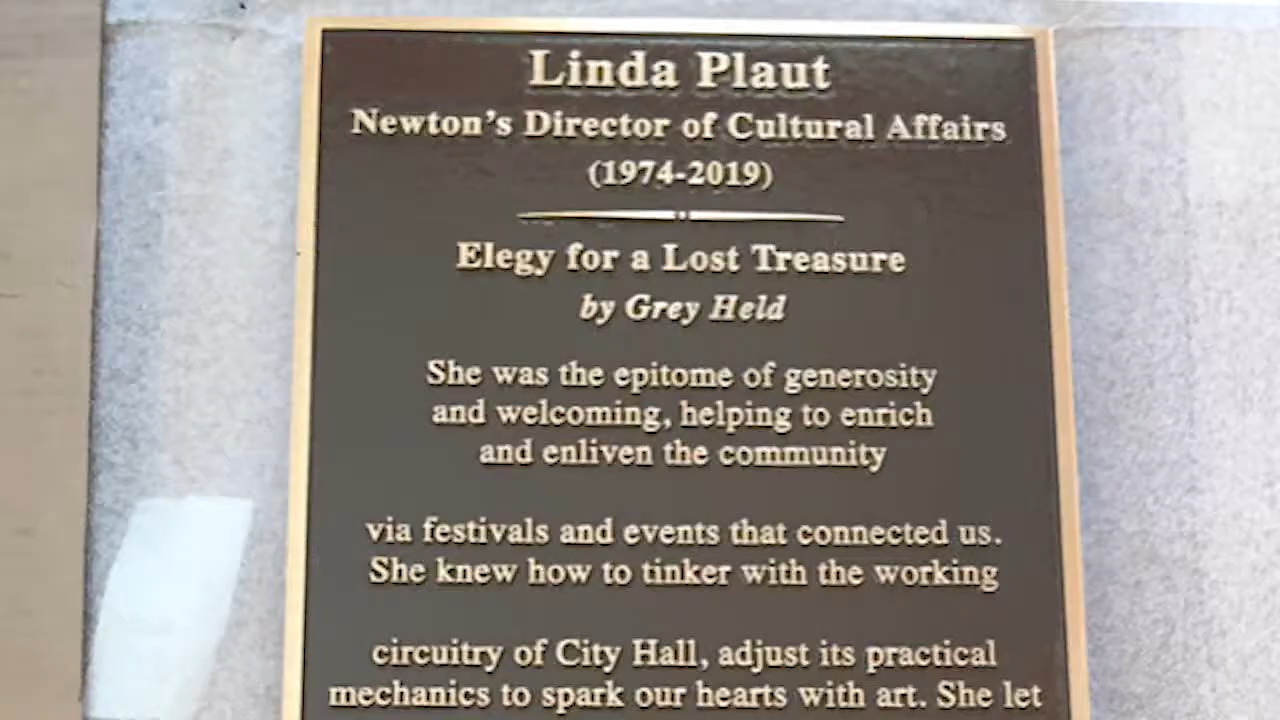 Linda Plaut
Newton's Director of Cultural Affairs
(1974-2019)
Elegy for a Lost Treasure
by Grey Held
She was the epitome of generosity
and welcoming, helping to enrich
and enliven the community
via festivals and events that connected us.
She knew how to tinker with the working
circuitry of City Hall, adjust its practical
mechanics to spark our hearts with art. She let